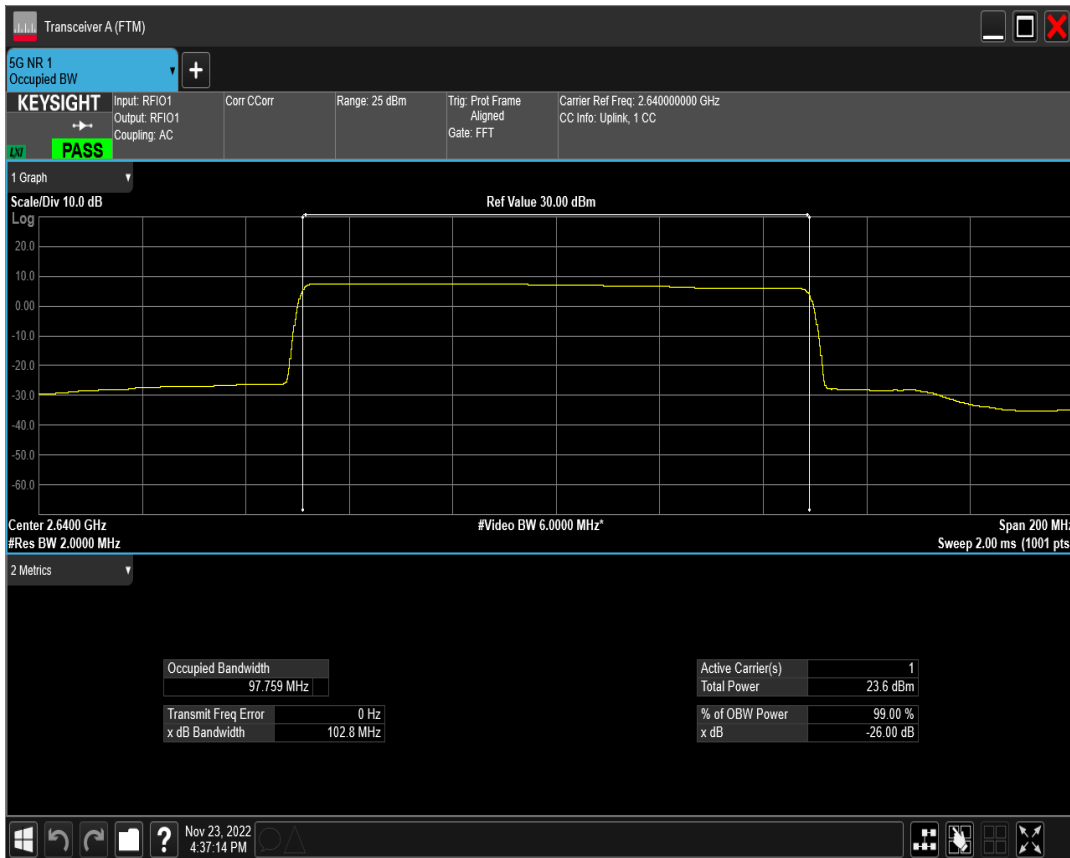 Transceiver A (FTM)
5G NR 1
Occupied BW
+
KEYSIGHT
LXI
PASS
Input: RFIO1
Output: RFIO1
Coupling: AC
Corr CCorr
Range: 25 dBm
Trig: Prot Frame
Aligned
Gate: FFT
Carrier Ref Freq: 2.640000000 GHz
CC Info: Uplink, 1 CC
1 Graph
Scale/Div 10.0 dB
Ref Value 30.00 dBm
Log
20.0
10.0
0.00
-10.0
-20.0
-30.0
-40.0
-50.0
-60.0
Center 2.6400 GHz
#Video BW 6.0000 MHz*
Span 200 MHz
#Res BW 2.0000 MHz
Sweep 2.00 ms (1001 pts
2 Metrics
Occupied Bandwidth
97.759 MHz
Transmit Freq Error 0 Hz
x dB Bandwidth 102.8 MHz
Active Carrier(s) 1
Total Power 23.6 dBm
% of OBW Power 99.00 %
x dB -26.00 dB
?
Nov 23, 2022
4:37:14 PM